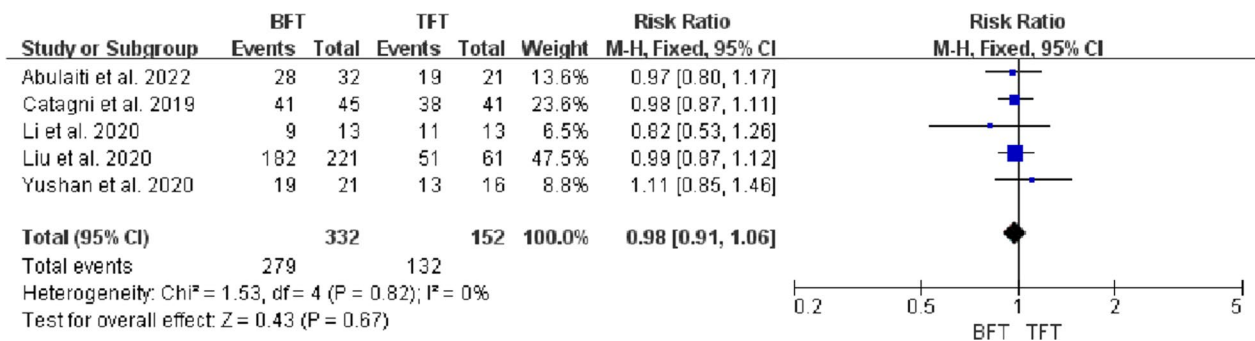 BFT TFT Risk Ratio Risk Ratio
Study or Subgroup Events Total Events Total Weight M-H, Fixed, 95% CI M-H, Fixed, 95% CI
Abulaiti et al. 2022 28 32 19 21 13.6% 0.97 [0.80, 1.17]
Catagni et al. 2019 41 45 38 41 23.6% 0.98 [0.87, 1.11]
Li et al. 2020 9 13 11 13 6.5% 0.82 [0.53, 1.26]
Liu et al. 2020 182 221 51 61 47.5% 0.99 [0.87, 1.12]
Yushan et al. 2020 19 21 13 16 8.8% 1.11 [0.85, 1.46]
Total (95% CI) 332 152 100.0% 0.98 [0.91, 1.06]
Total events 279 132
Heterogeneity: Chi² = 1.53, df = 4 (P = 0.82); I² = 0%
Test for overall effect: Z = 0.43 (P = 0.67)
0.2 0.5 1 2 5
BFT TFT